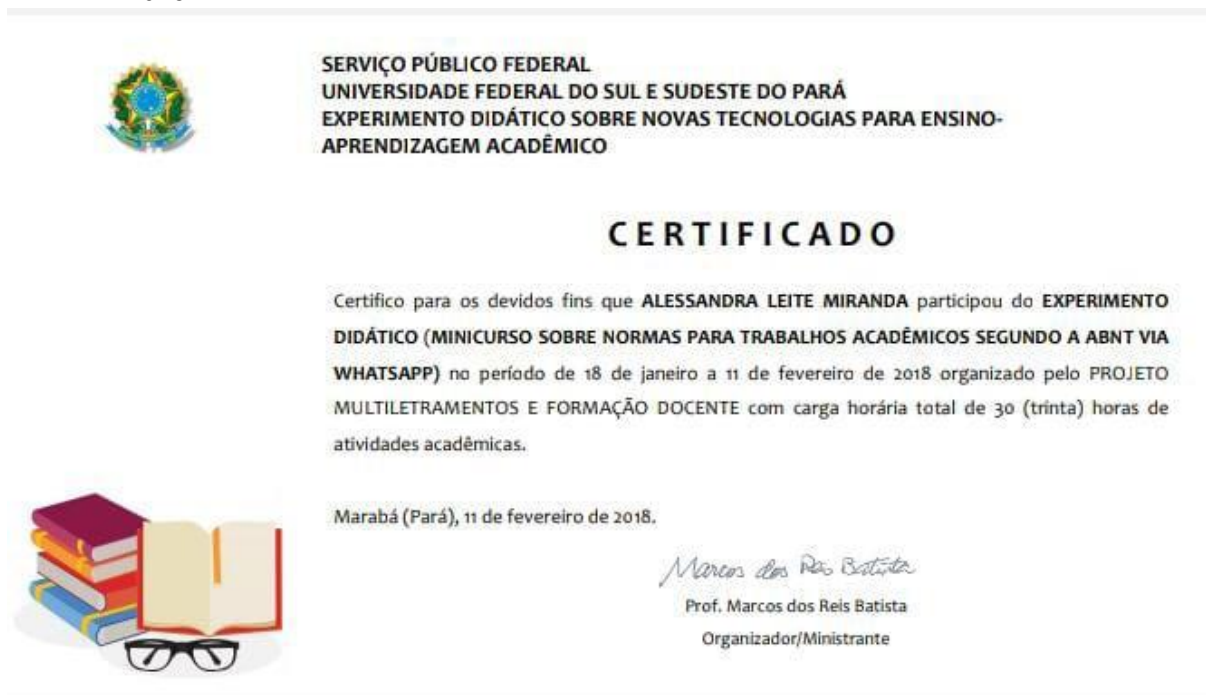 SERVIÇO PÚBLICO FEDERAL
UNIVERSIDADE FEDERAL DO SUL E SUDESTE DO PARÁ
EXPERIMENTO DIDÁTICO SOBRE NOVAS TECNOLOGIAS PARA ENSINO-
APRENDIZAGEM ACADÊMICO
CERTIFICADO
Certifico para os devidos fins que ALESSANDRA LEITE MIRANDA participou do EXPERIMENTO
DIDÁTICO (MINICURSO SOBRE NORMAS PARA TRABALHOS ACADÊMICOS SEGUNDO A ABNT VIA
WHATSAPP) no período de 18 de janeiro a 11 de fevereiro de 2018 organizado pelo PROJETO
MULTILETRAMENTOS E FORMAÇÃO DOCENTE com carga horária total de 30 (trinta) horas de
atividades acadêmicas.
Marabá (Pará), 11 de fevereiro de 2018.
Marcos dos Reis Batista
Prof. Marcos dos Reis Batista
Organizador/Ministrante